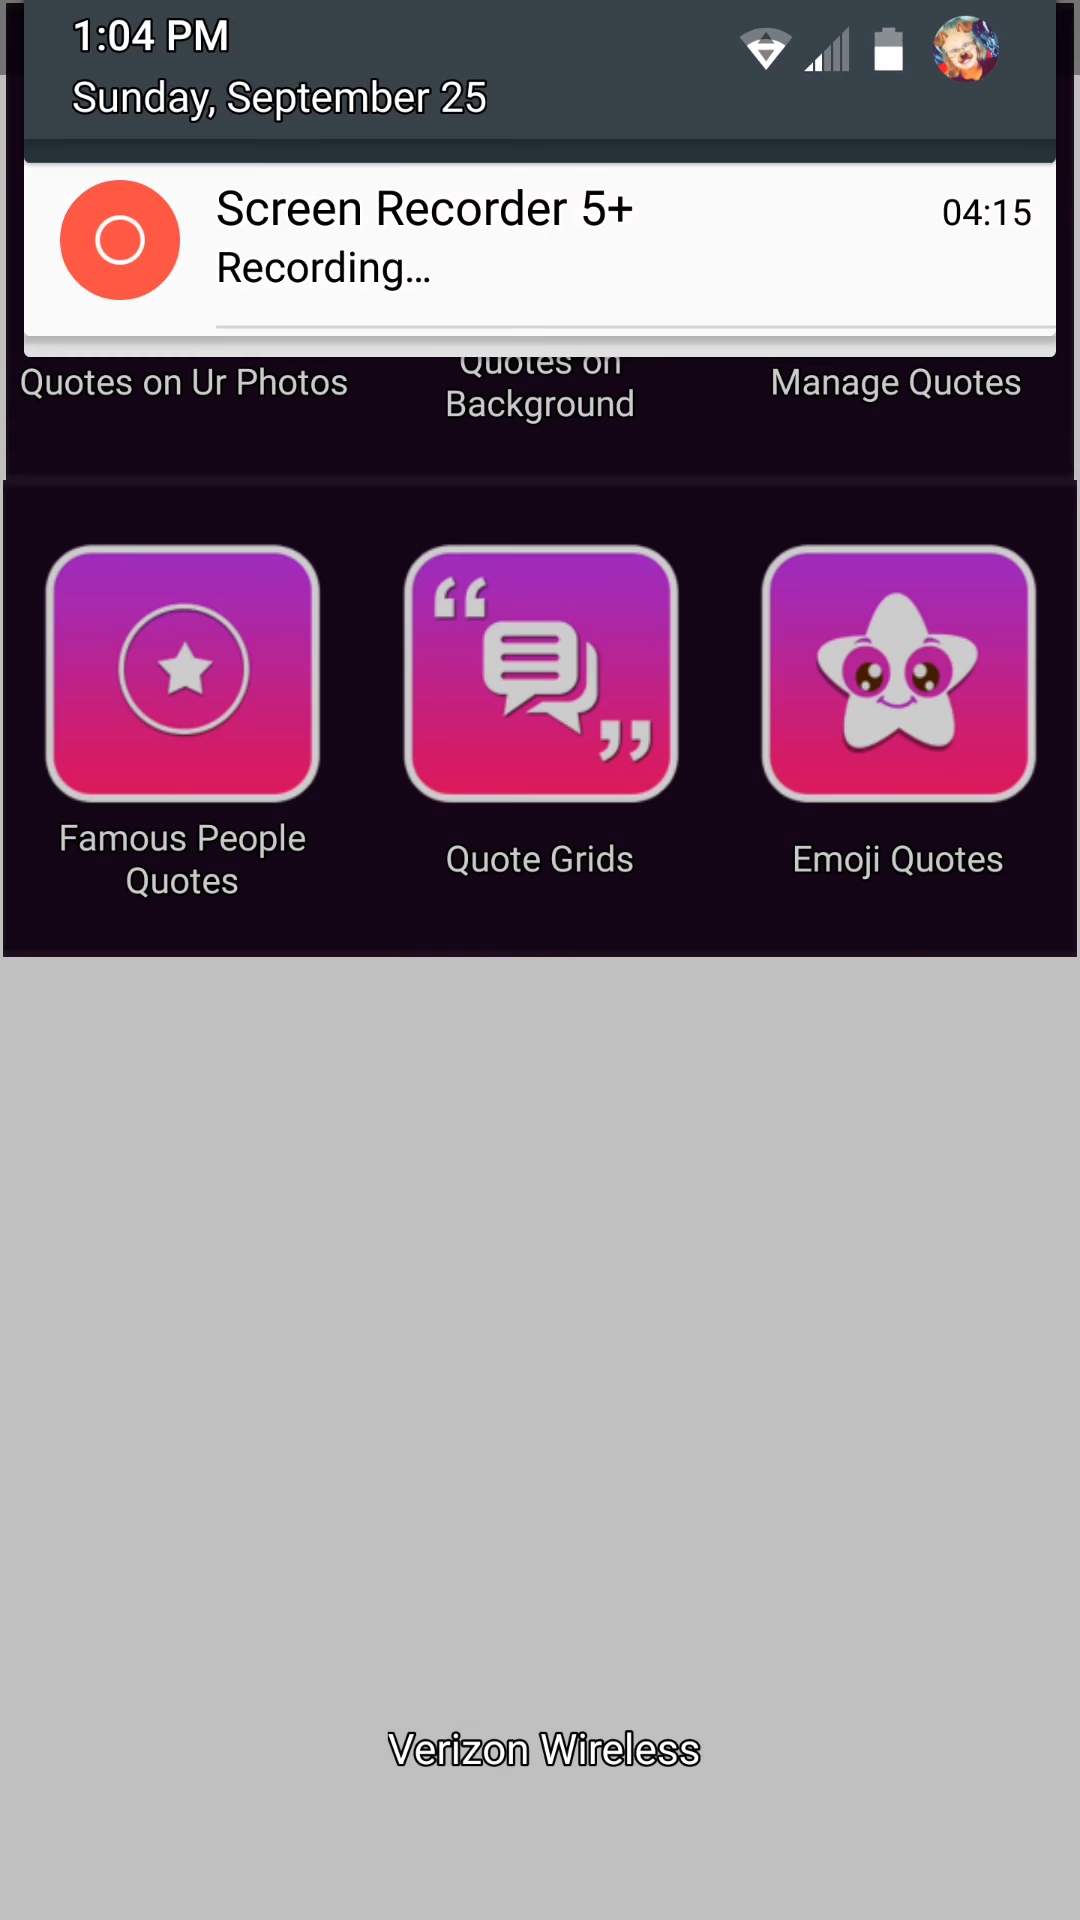 1:04 PM
Sunday, September 25
Screen Recorder 5+
04:15
Recording...
Quotes on Ur Photos
Quotes on
Background
Manage Quotes
Famous People
Quotes
Quote Grids
Emoji Quotes
Verizon Wireless